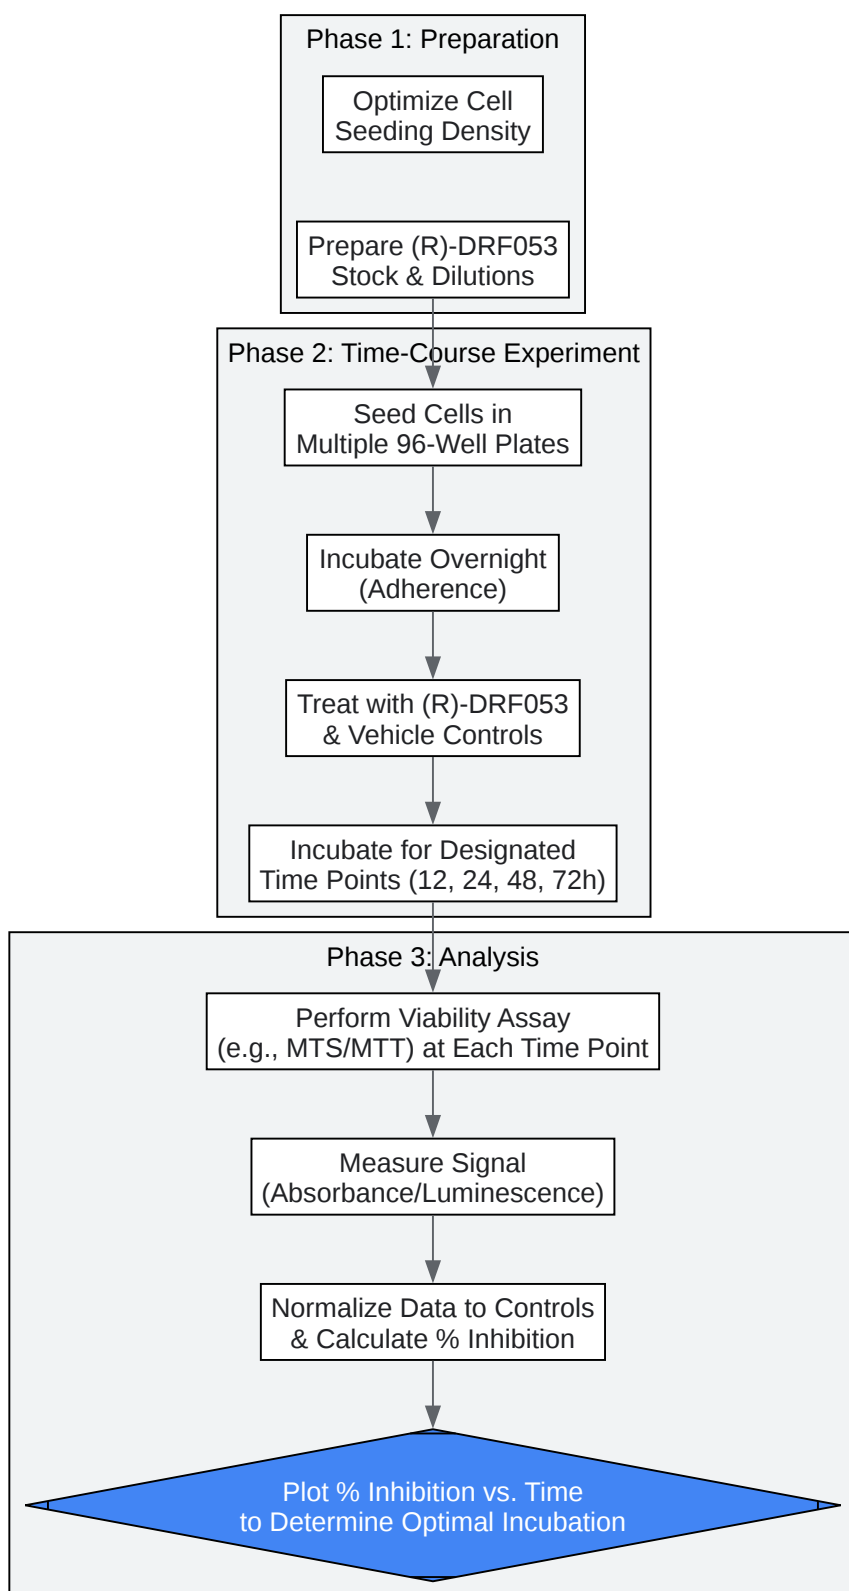 Phase 1: Preparation
Optimize Cell
Seeding Density
Prepare (R)-DRF053
Stock & Dilutions
Phase 2: Time-Course Experiment
Seed Cells in
Multiple 96-Well Plates
Incubate Overnight
(Adherence)
Treat with (R)-DRF053
& Vehicle Controls
Incubate for Designated
Time Points (12, 24, 48, 72h)
Phase 3: Analysis
Perform Viability Assay
(e.g., MTS/MTT) at Each Time Point
Measure Signal
(Absorbance/Luminescence)
Normalize Data to Controls
& Calculate % Inhibition
Plot % Inhibition vs. Time
to Determine Optimal Incubation